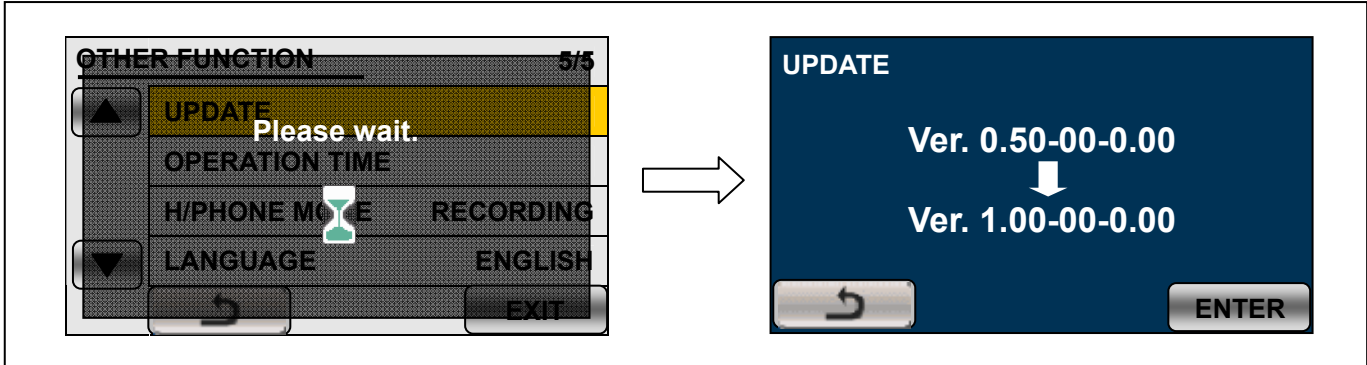 OTHER FUNCTION 5/5
UPDATE
Please wait.
OPERATION TIME
H/PHONE MODE RECORDING
LANGUAGE ENGLISH
EXIT
UPDATE
Ver. 0.50-00-0.00
Ver. 1.00-00-0.00
ENTER